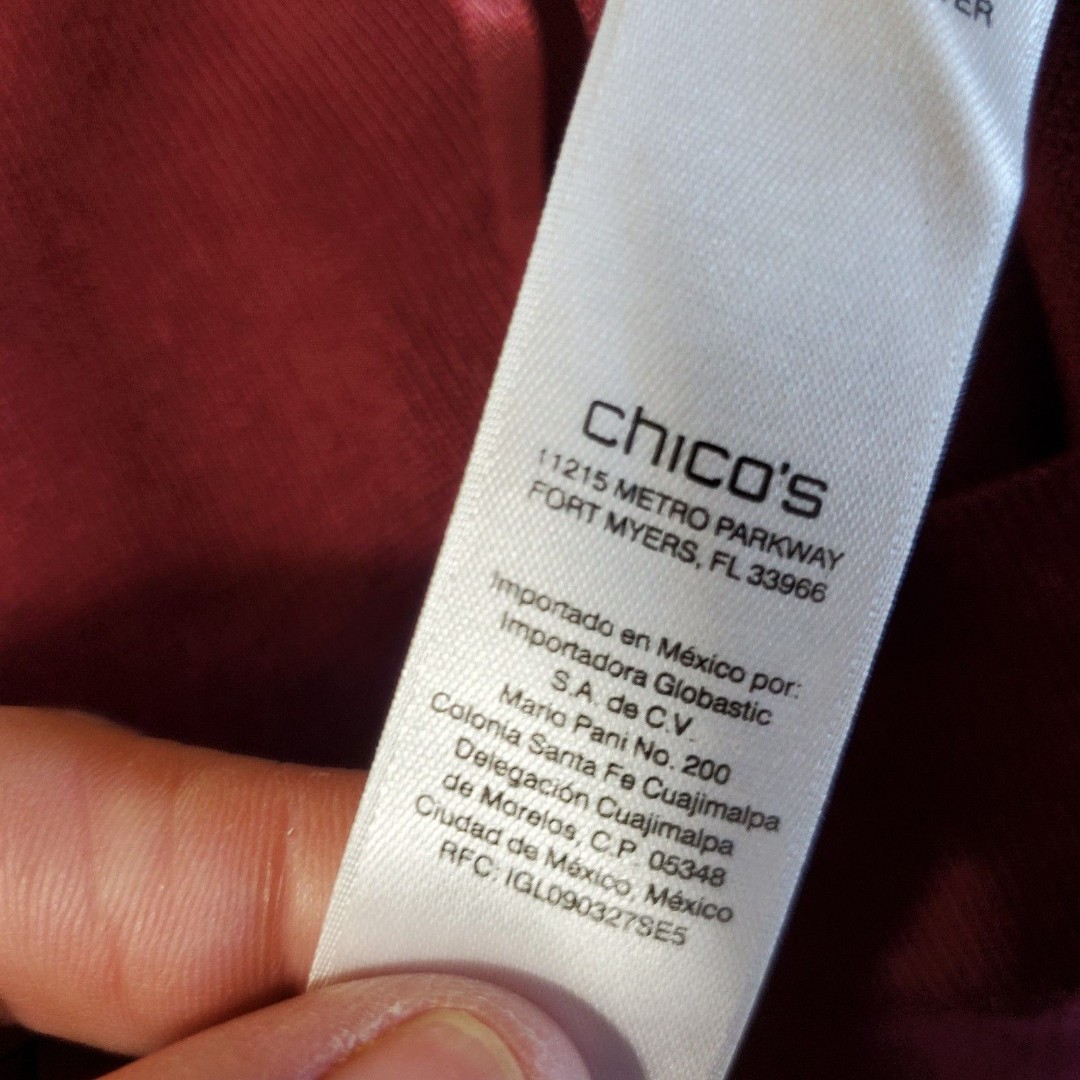 chico's
11215 METRO PARKWAY
FORT MYERS, FL 33966
Importado en México por:
Importadora Globastic
S.A. de C.V.
Mario Pani No. 200
Colonia Santa Fe Cuajimalpa
Delegación Cuajimalpa
de Morelos, C.P. 05348
Ciudad de México, México
RFC: IGL090327SE5